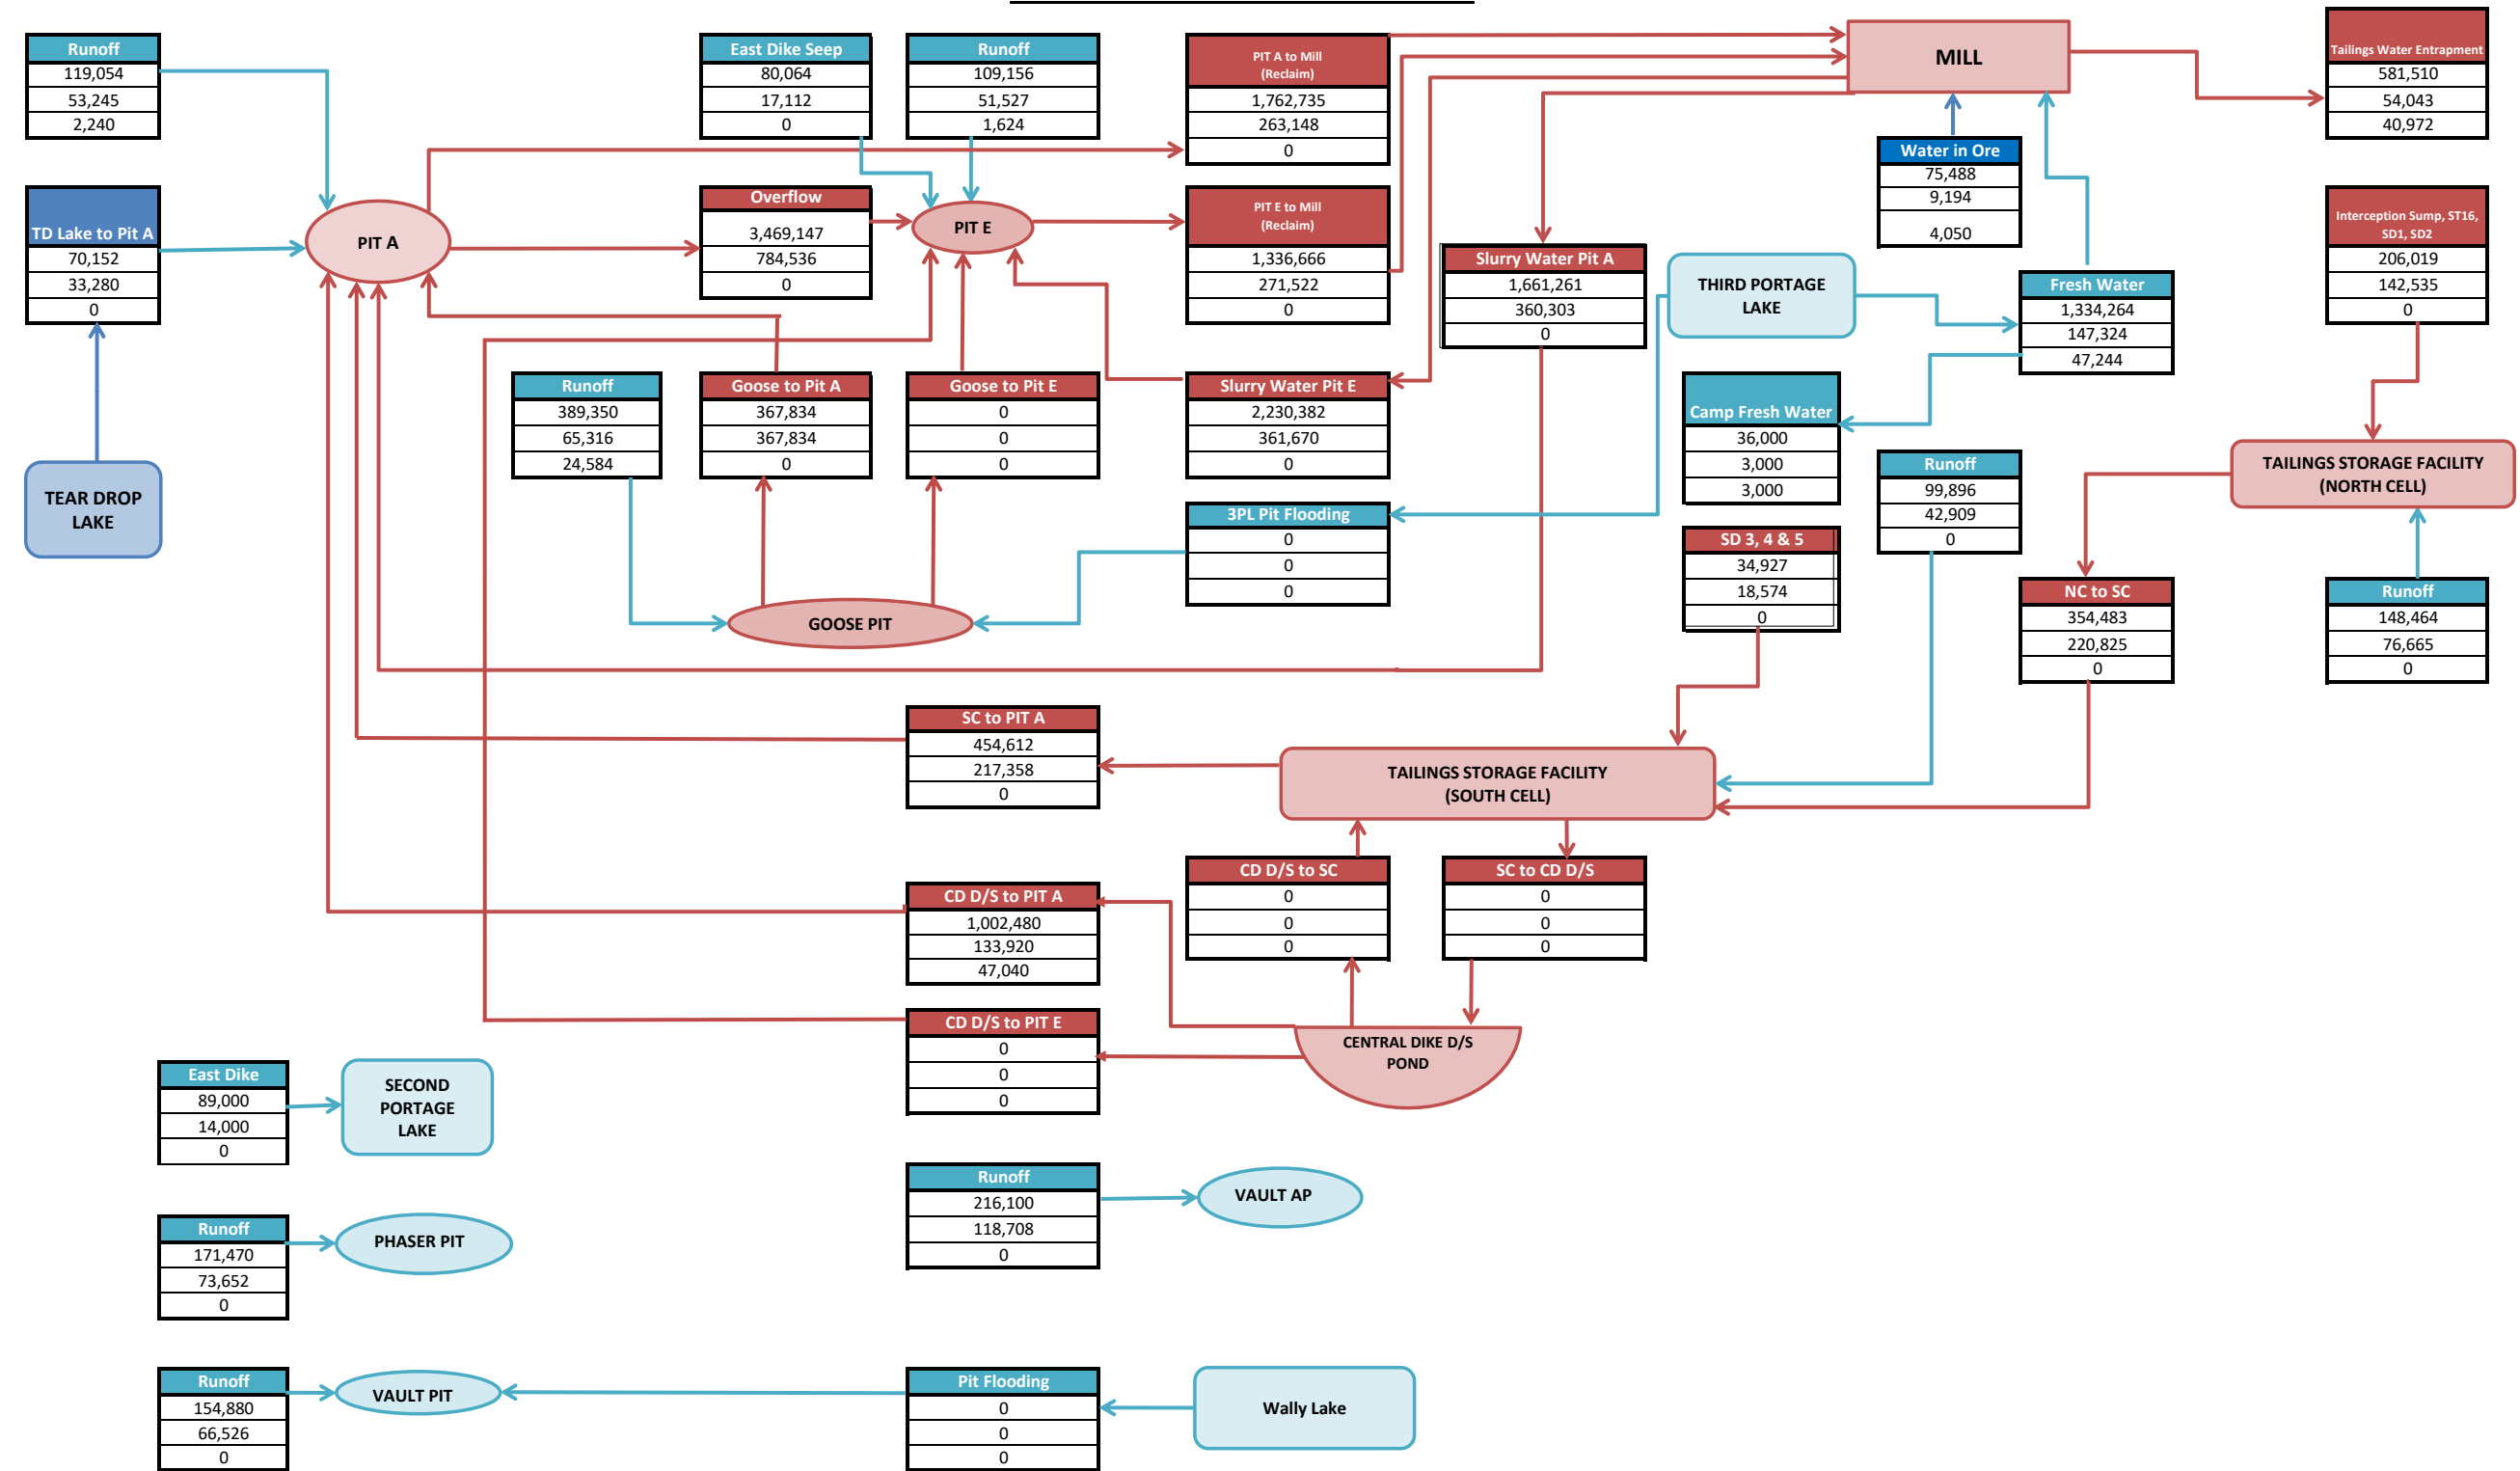 Runoff
119,054
53,245
2,240
East Dike Seep
80,064
17,112
0
Runoff
109,156
51,527
1,624
PIT A to Mill
(Reclaim)
1,762,735
263,148
0
MILL
Tailings Water Entrapment
581,510
54,043
40,972
Water in Ore
75,488
9,194
4,050
TD Lake to Pit A
70,152
33,280
0
PIT A
Overflow
3,469,147
784,536
0
PIT E
PIT E to Mill
(Reclaim)
1,336,666
271,522
0
Slurry Water Pit A
1,661,261
360,303
0
THIRD PORTAGE
LAKE
Fresh Water
1,334,264
147,324
47,244
Interception Sump, ST16,
SD1, SD2
206,019
142,535
0
Runoff
389,350
65,316
24,584
Goose to Pit A
367,834
367,834
0
Goose to Pit E
0
0
0
Slurry Water Pit E
2,230,382
361,670
0
Camp Fresh Water
36,000
3,000
3,000
Runoff
99,896
42,909
0
TAILINGS STORAGE FACILITY
(NORTH CELL)
TEAR DROP
LAKE
3PL Pit Flooding
0
0
0
SD 3, 4 & 5
34,927
18,574
0
NC to SC
354,483
220,825
0
Runoff
148,464
76,665
0
GOOSE PIT
SC to PIT A
454,612
217,358
0
TAILINGS STORAGE FACILITY
(SOUTH CELL)
CD D/S to PIT A
1,002,480
133,920
47,040
CD D/S to SC
0
0
0
SC to CD D/S
0
0
0
CD D/S to PIT E
0
0
0
CENTRAL DIKE D/S
POND
East Dike
89,000
14,000
0
SECOND
PORTAGE
LAKE
Runoff
216,100
118,708
0
VAULT AP
Runoff
171,470
73,652
0
PHASER PIT
Runoff
154,880
66,526
0
VAULT PIT
Pit Flooding
0
0
0
Wally Lake